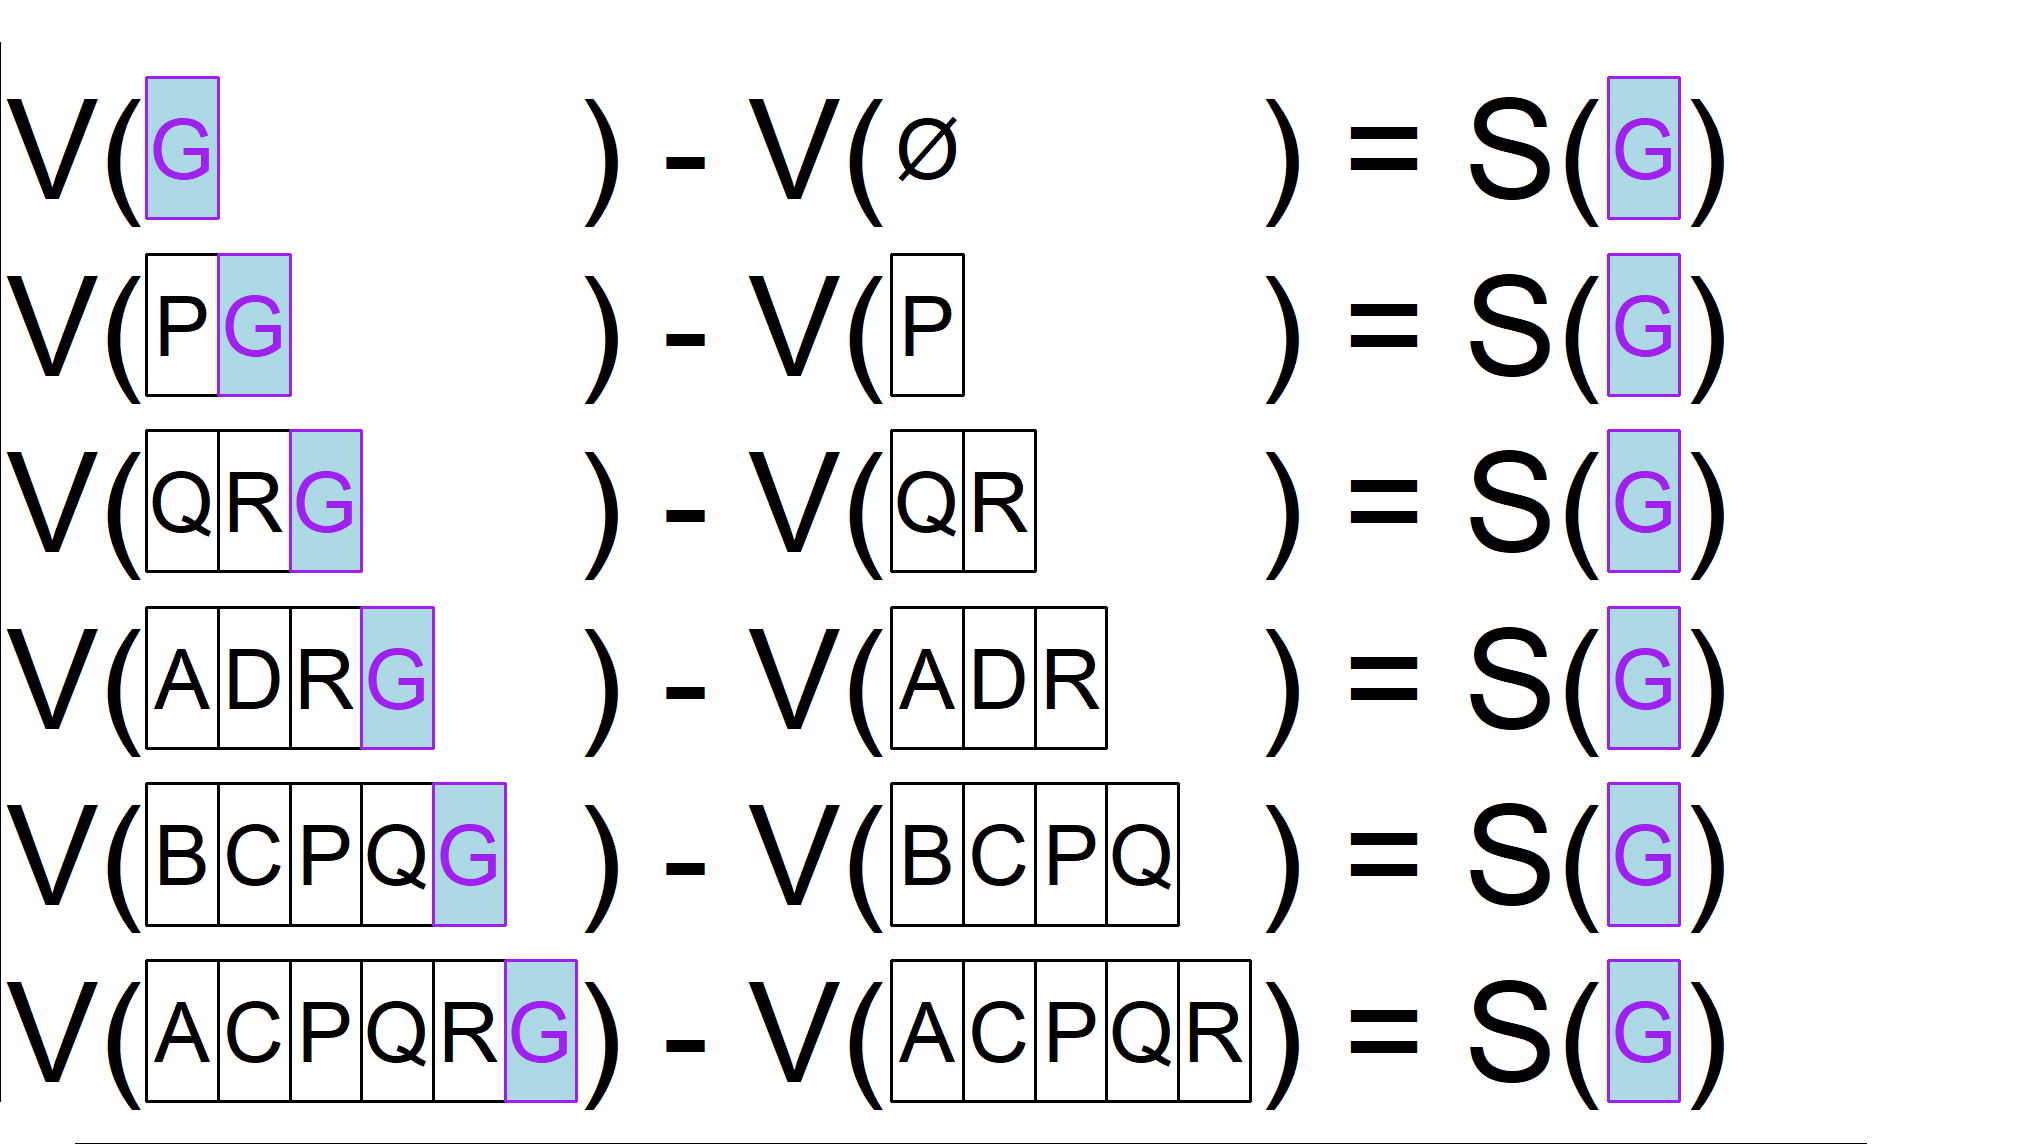 V(G) - V(Ø) = S(G)
V(PG) - V(P) = S(G)
V(QRG) - V(QR) = S(G)
V(ADRG) - V(ADR) = S(G)
V(BCPQG) - V(BCPQ) = S(G)
V(ACPQRG) - V(ACPQR) = S(G)